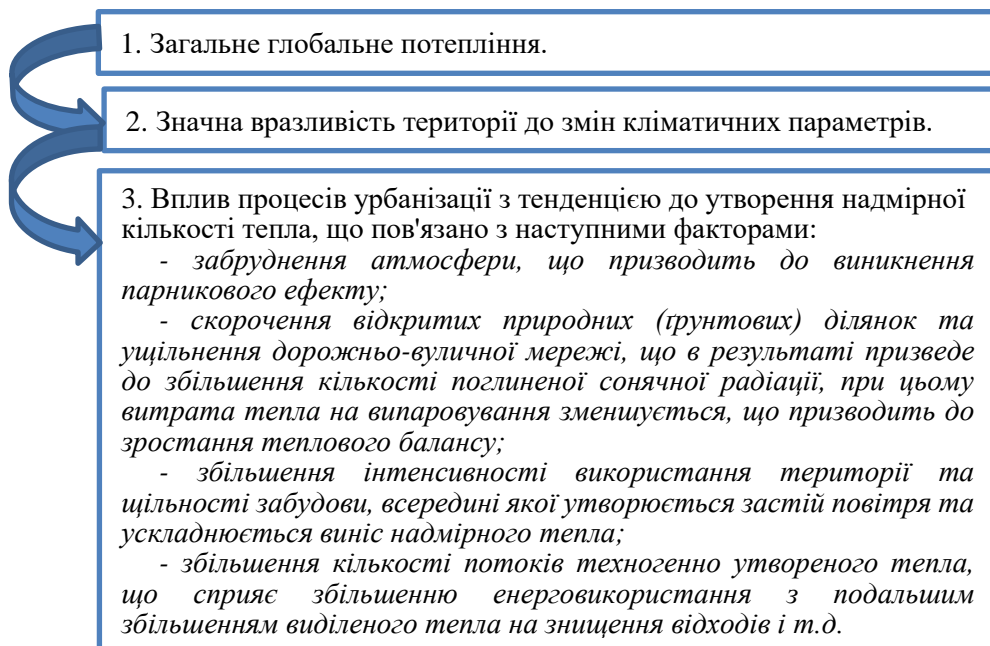 1. Загальне глобальне потепління.
2. Значна вразливість території до змін кліматичних параметрів.
3. Вплив процесів урбанізації з тенденцією до утворення надмірної
кількості тепла, що пов'язано з наступними факторами:
- забруднення атмосфери, що призводить до виникнення
парникового ефекту;
- скорочення відкритих природних (ґрунтових) ділянок та
ущільнення дорожньо-вуличної мережі, що в результаті призведе
до збільшення кількості поглиненої сонячної радіації, при цьому
витрата тепла на випаровування зменшується, що призводить до
зростання теплового балансу;
- збільшення інтенсивності використання території та
щільності забудови, всередині якої утворюється застій повітря та
ускладнюється виніс надмірного тепла;
- збільшення кількості потоків техногенно утвореного тепла,
що сприяє збільшенню енерговикористання з подальшим
збільшенням виділеного тепла на знищення відходів і т.д.